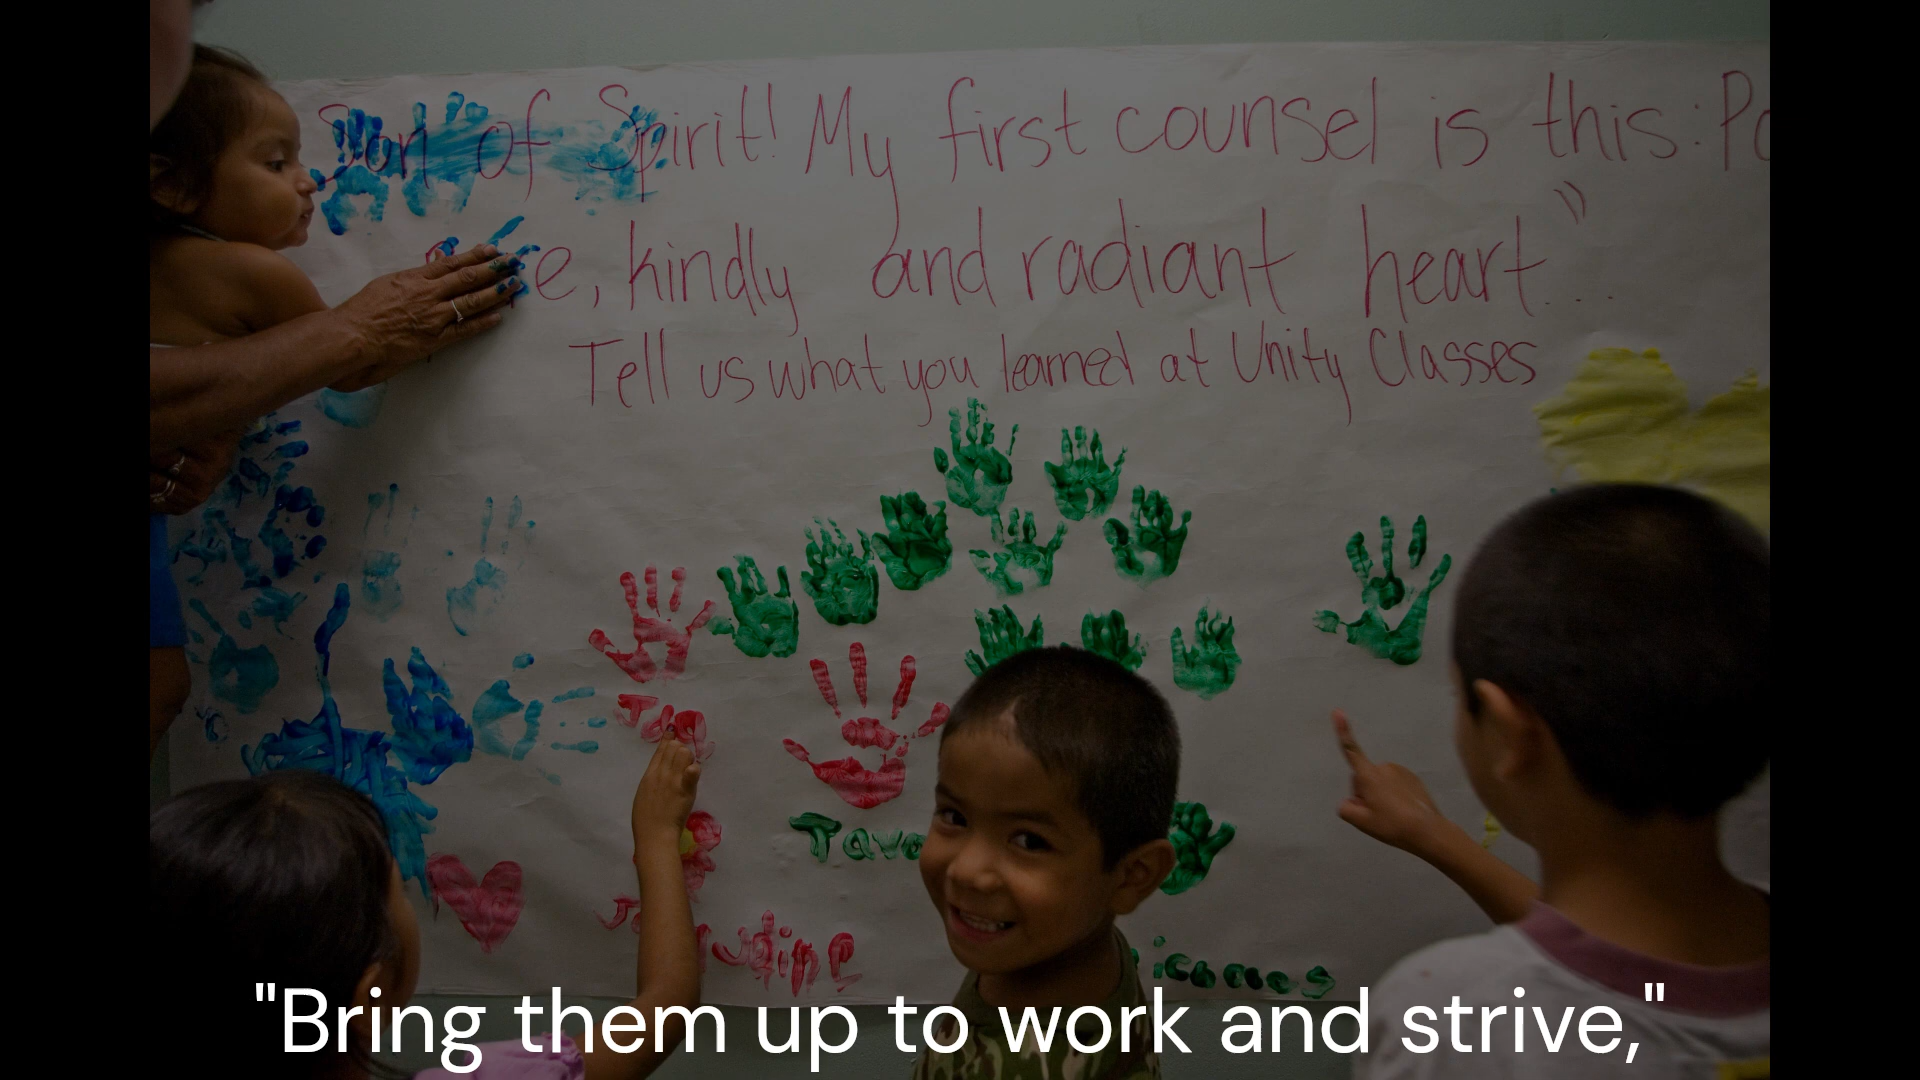 Son of Spirit! My first counsel is this:
kindly and radiant heart"...
Tell us what you learned at Unity Classes
"Bring them up to work and strive,"